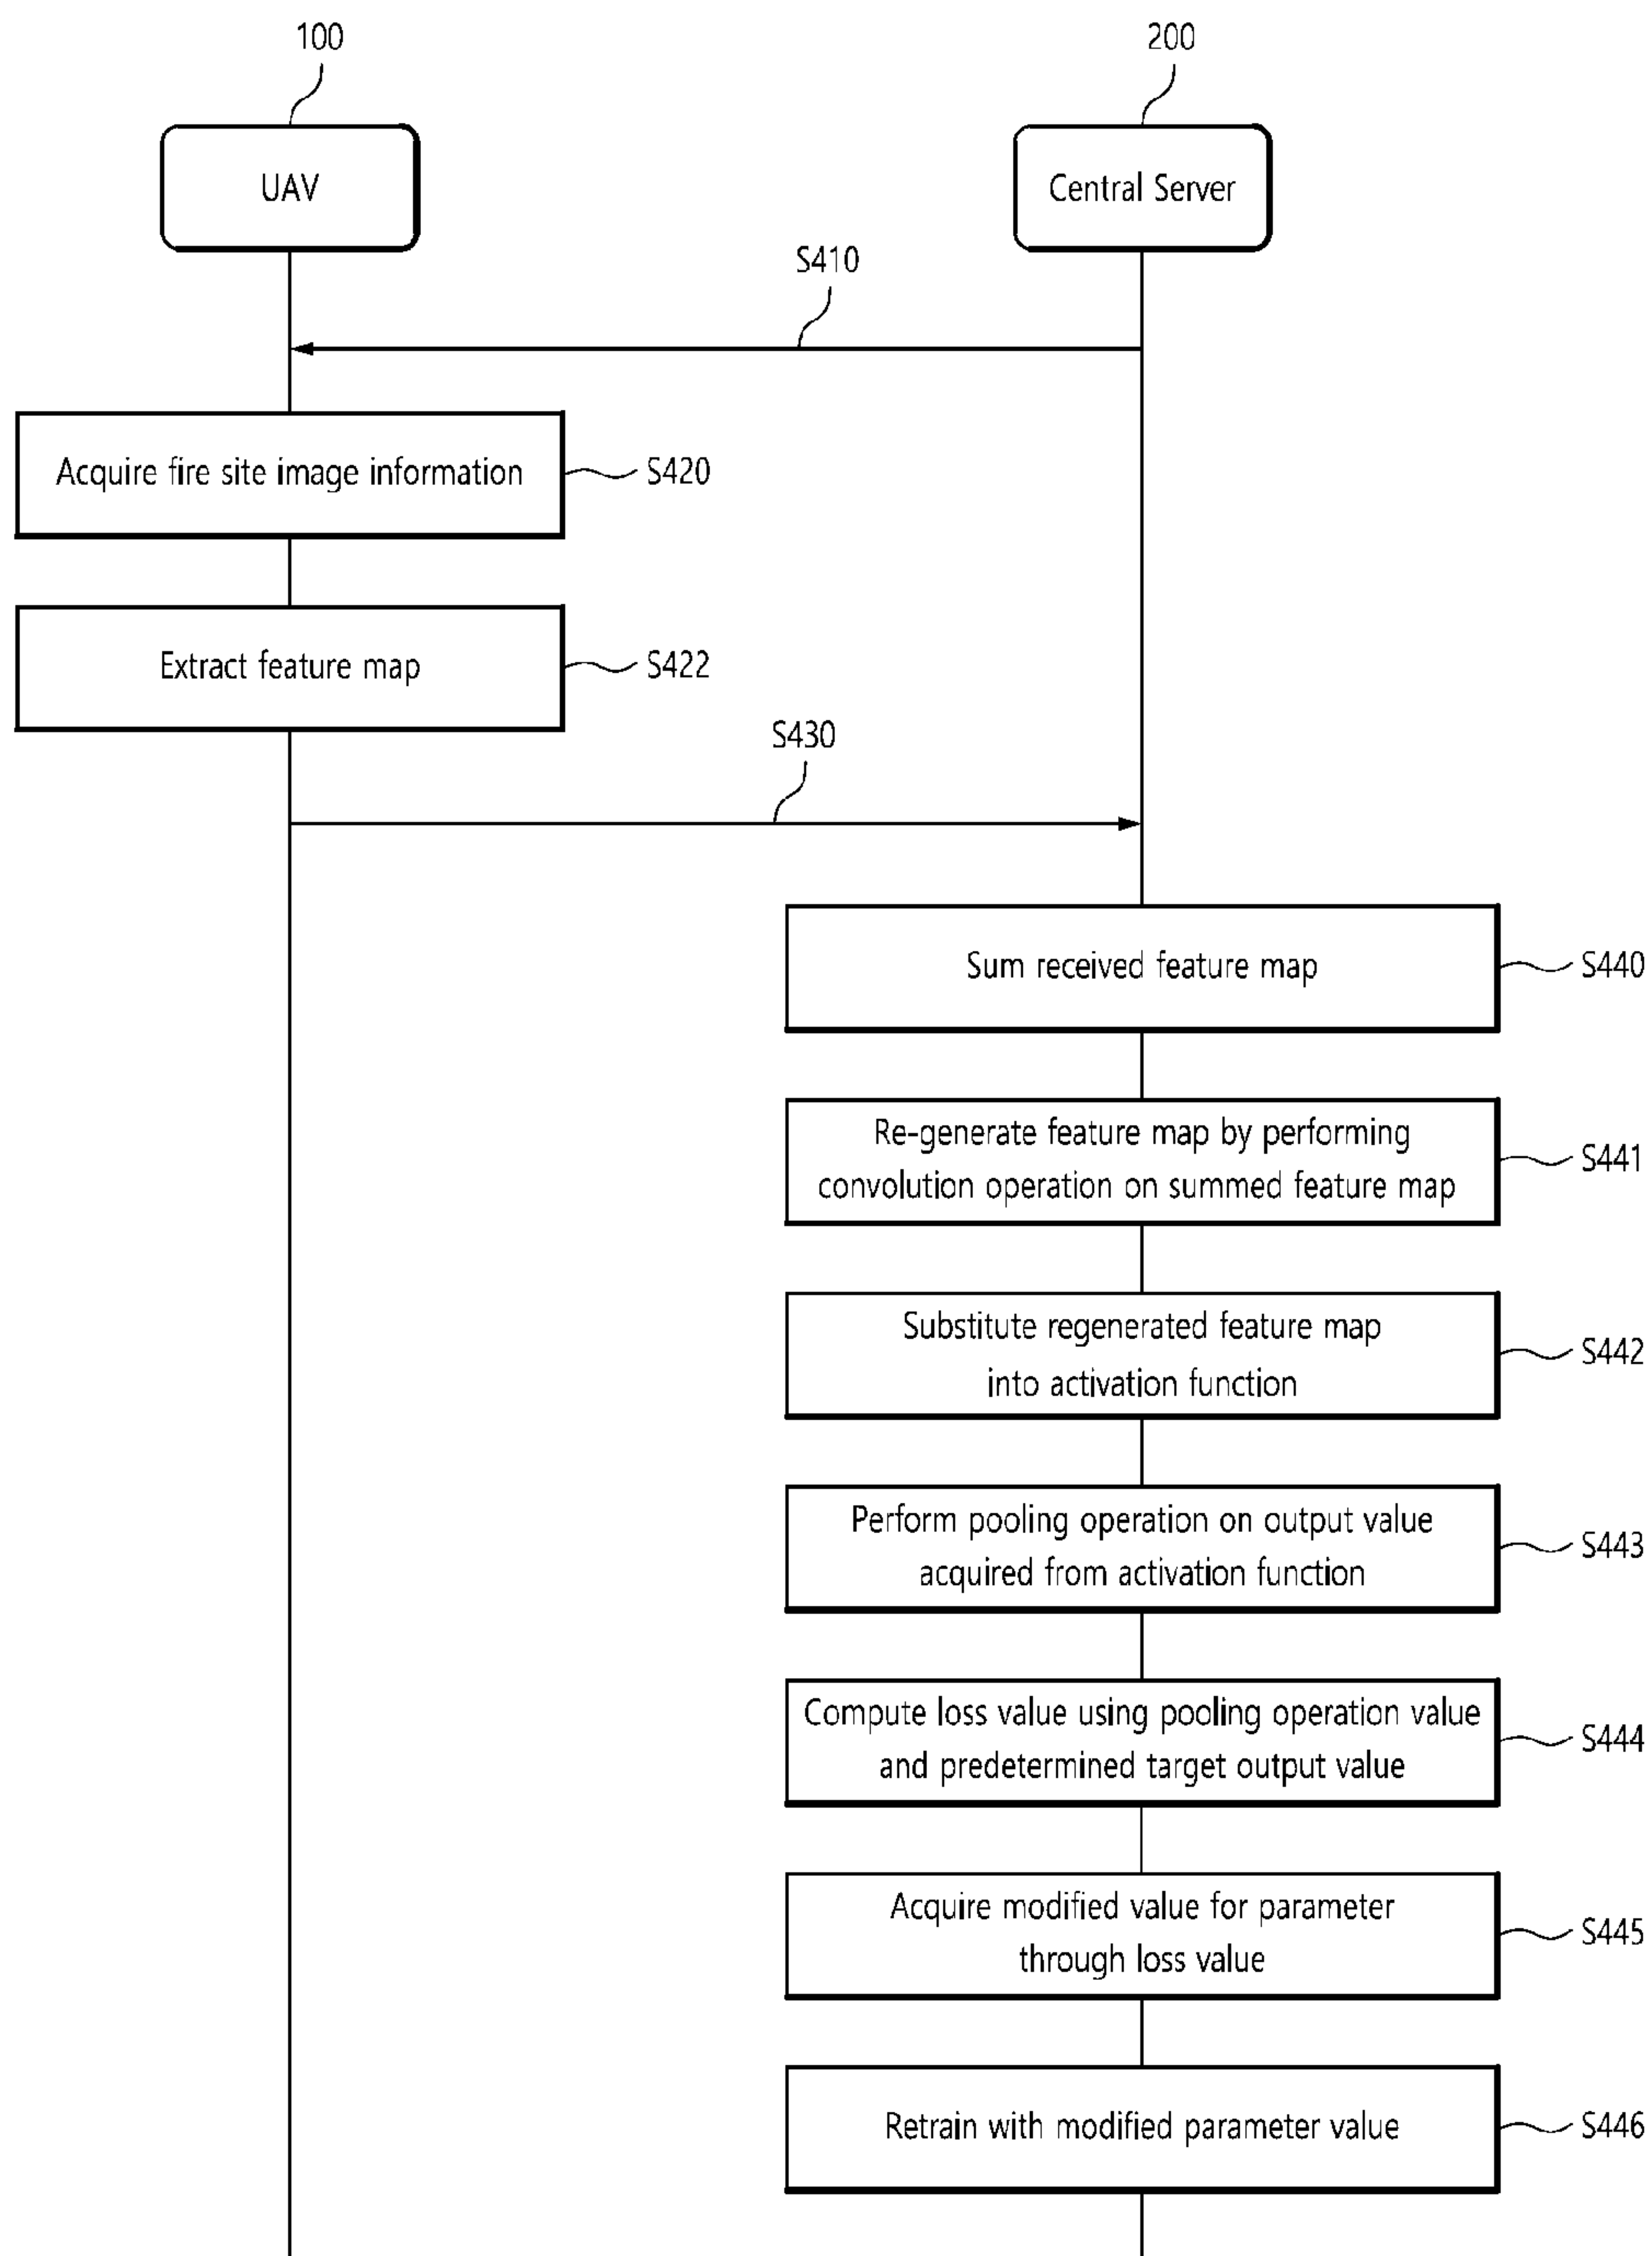 100
200
UAV
Central Server
S410
Acquire fire site image information
S420
Extract feature map
S422
S430
Sum received feature map
S440
Re-generate feature map by performing
convolution operation on summed feature map
S441
Substitute regenerated feature map
into activation function
S442
Perform pooling operation on output value
acquired from activation function
S443
Compute loss value using pooling operation value
and predetermined target output value
S444
Acquire modified value for parameter
through loss value
S445
Retrain with modified parameter value
S446